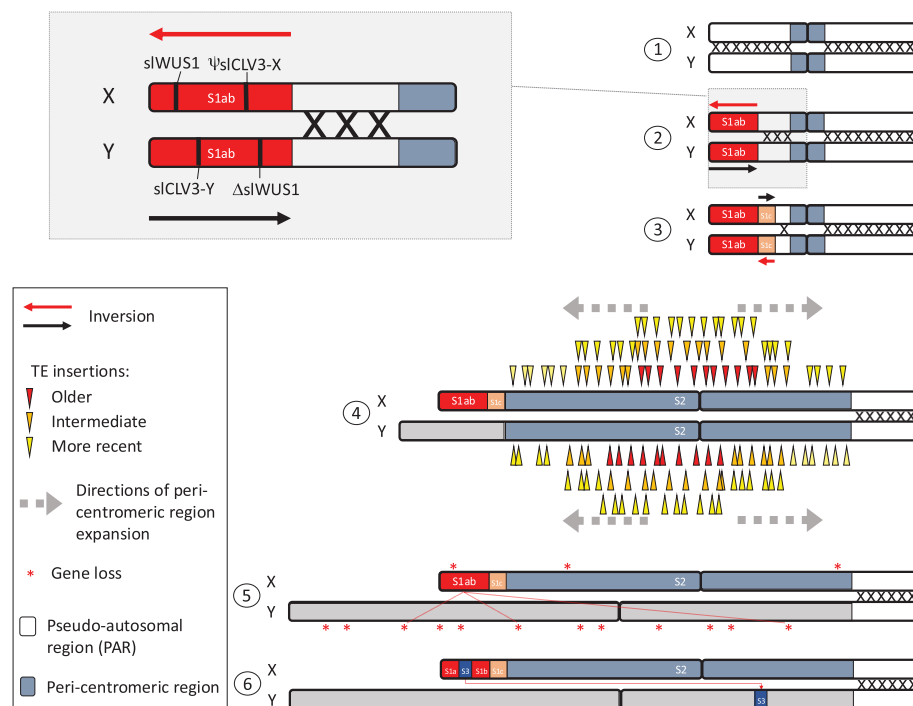 slWUS1 ΨslCLV3-X
X
S1ab
Y
S1ab
slCLV3-Y ΔslWUS1
1
X
Y
2
X
S1ab
Y
S1ab
3
X
S1ab S1c
Y
S1ab S1c
Inversion
TE insertions:
Older
Intermediate
More recent
Directions of peri-
centromeric region
expansion
* Gene loss
Pseudo-autosomal
region (PAR)
Peri-centromeric region
4
X
S1ab S1c S2
Y
S2
5
X
S1ab S1c S2
Y
6
X
S1a S3 S1b S1c S2
Y
S3